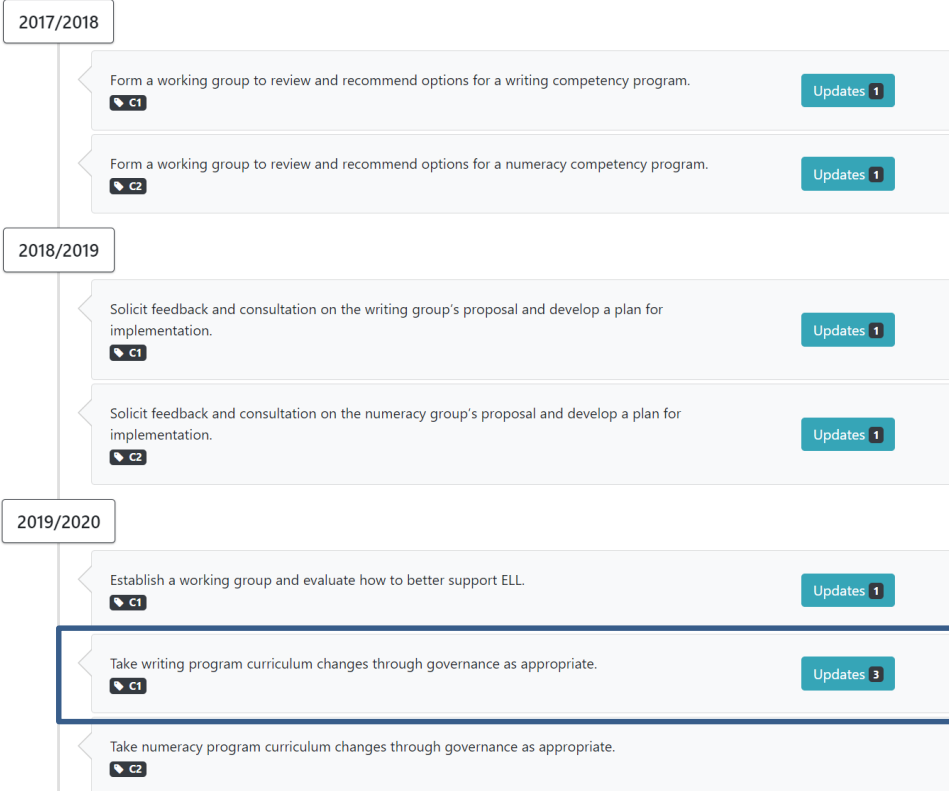 2017/2018
Form a working group to review and recommend options for a writing competency program.
Updates 1
C1
Form a working group to review and recommend options for a numeracy competency program.
Updates 1
C2
2018/2019
Solicit feedback and consultation on the writing group's proposal and develop a plan for
implementation.
Updates 1
C1
Solicit feedback and consultation on the numeracy group's proposal and develop a plan for
implementation.
Updates 1
C2
2019/2020
Establish a working group and evaluate how to better support ELL.
Updates 1
C1
Take writing program curriculum changes through governance as appropriate.
Updates 3
C1
Take numeracy program curriculum changes through governance as appropriate.
C2